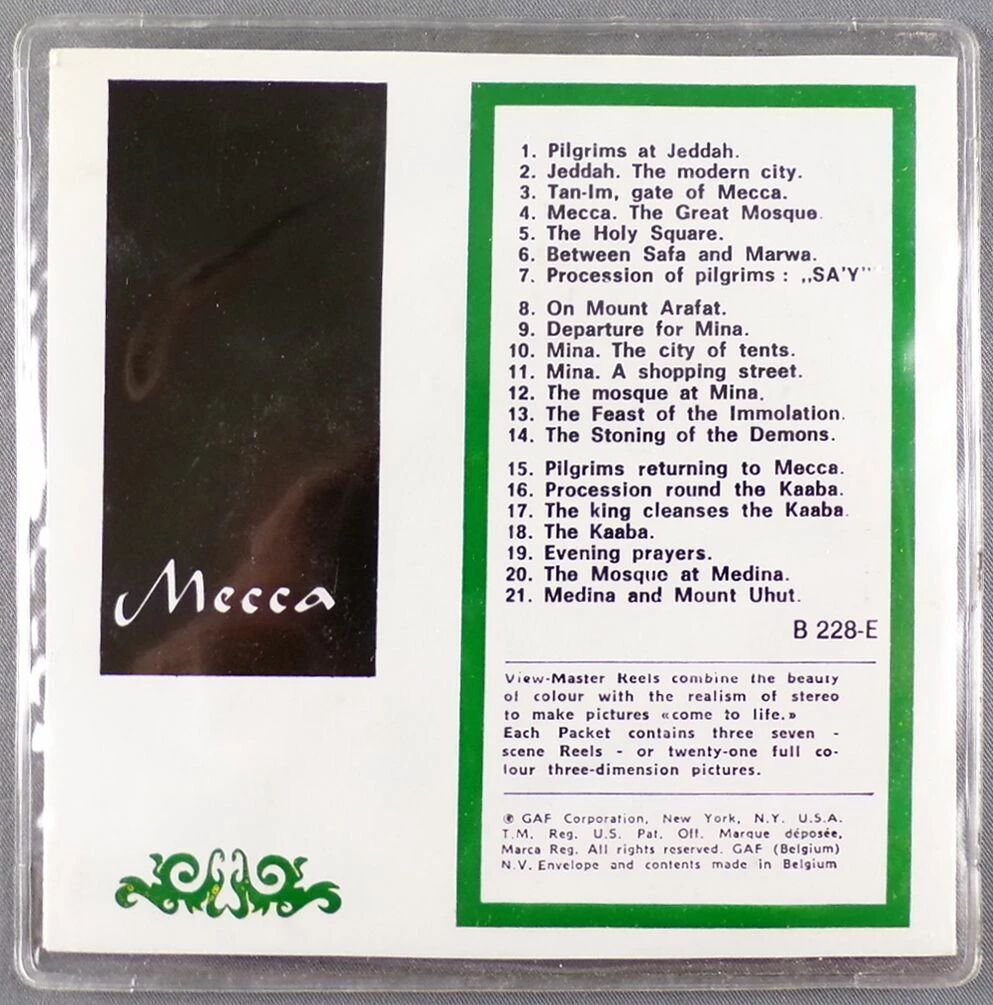 Mecca
1. Pilgrims at Jeddah.
2. Jeddah. The modern city.
3. Tan-Im, gate of Mecca.
4. Mecca. The Great Mosque.
5. The Holy Square.
6. Between Safa and Marwa.
7. Procession of pilgrims : ,,SA'Y"
8. On Mount Arafat.
9. Departure for Mina.
10. Mina. The city of tents.
11. Mina. A shopping street.
12. The mosque at Mina.
13. The Feast of the Immolation.
14. The Stoning of the Demons.
15. Pilgrims returning to Mecca.
16. Procession round the Kaaba.
17. The king cleanses the Kaaba.
18. The Kaaba.
19. Evening prayers.
20. The Mosque at Medina.
21. Medina and Mount Uhut.
B 228-E
View-Master Reels combine the beauty
of colour with the realism of stereo
to make pictures «come to life.»
Each Packet contains three seven -
scene Reels - or twenty-one full co-
lour three-dimension pictures.
℗ GAF Corporation, New York, N.Y. U.S.A.
T.M. Reg. U.S. Pat. Off. Marque déposée,
Marca Reg. All rights reserved. GAF (Belgium)
N.V. Envelope and contents made in Belgium